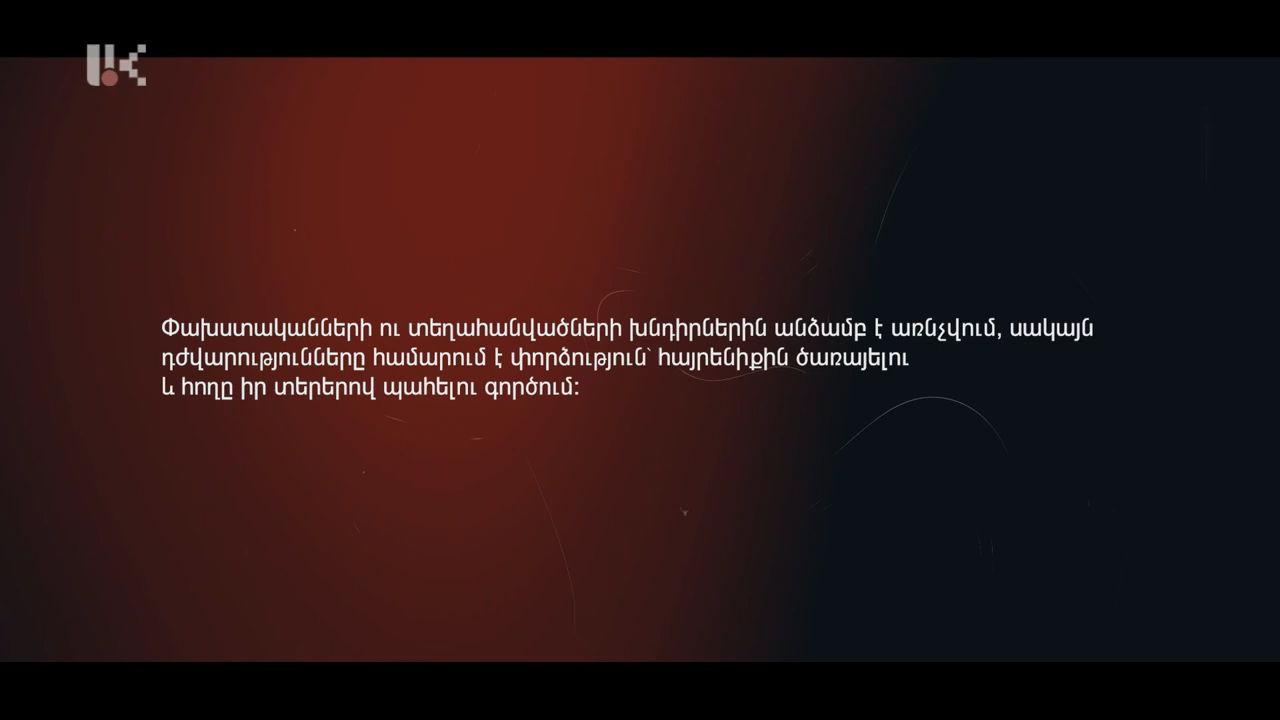 Փախստականների ու տեղահանվածների խնդիրներին անձամբ է առնչվում, սակայն
դժվարությունները համարում է փորձություն՝ հայրենիքին ծառայելու
և հողը իր տերերով պահելու գործում: